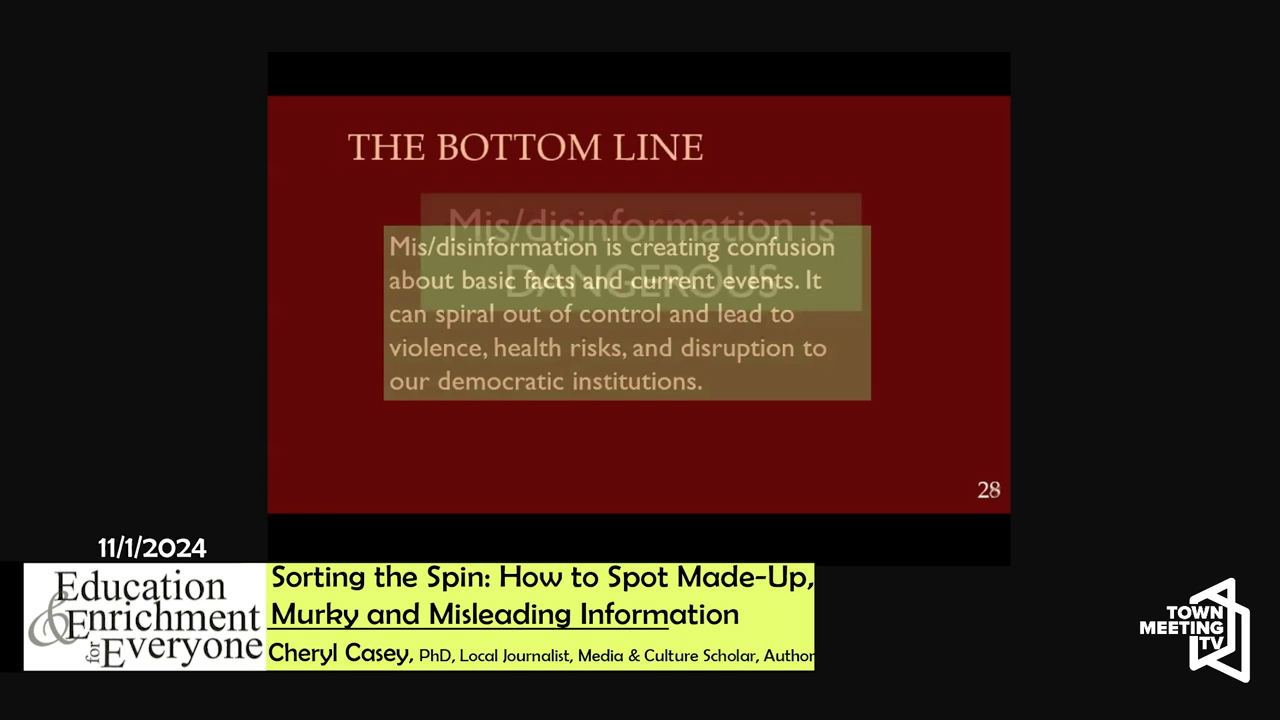 THE BOTTOM LINE
Mis/disinformation is
DANGEROUS
Mis/disinformation is creating confusion
about basic facts and current events. It
can spiral out of control and lead to
violence, health risks, and disruption to
our democratic institutions.
28
11/1/2024
Education
& Enrichment
for Everyone
Sorting the Spin: How to Spot Made-Up,
Murky and Misleading Information
Cheryl Casey, PhD, Local Journalist, Media & Culture Scholar, Author
TOWN
MEETING
TV